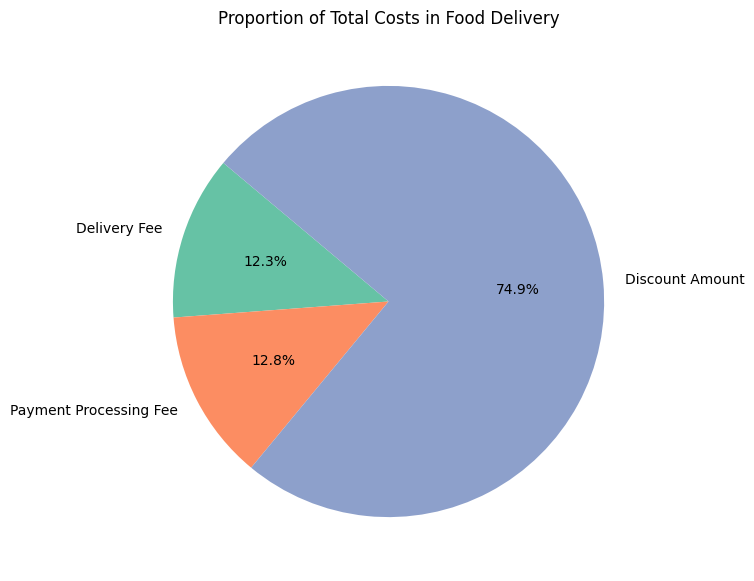 Proportion of Total Costs in Food Delivery
Delivery Fee
12.3%
74.9%
Discount Amount
12.8%
Payment Processing Fee